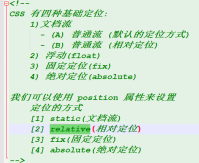 <!--
CSS 有四种基础定位:
1)文档流
- (A) 普通流 (默认的定位方式)
- (B) 普通流 (相对定位)
2) 浮动(float)
3) 固定定位(fix)
4) 绝对定位(absolute)
我们可以使用 position 属性来设置
定位的方式
[1] static(文档流)
[2] relative(相对定位)
[3] fix(固定定位)
[4] absolute(绝对定位)
-->